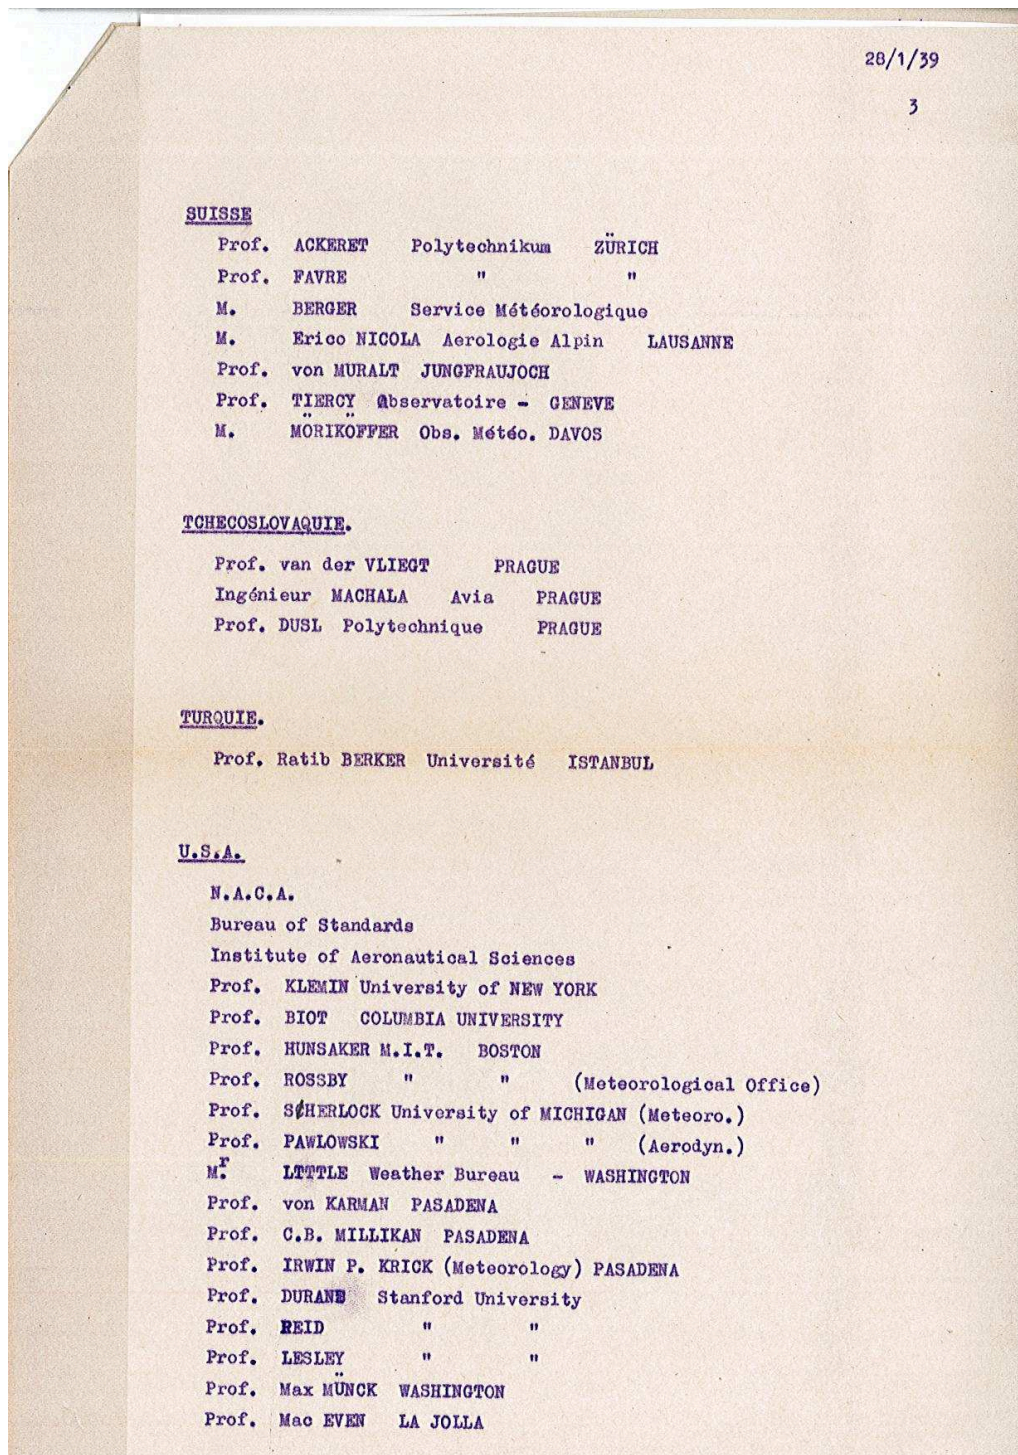 28/1/39
3
SUISSE
Prof. ACKERET Polytechnikum ZÜRICH
Prof. FAVRE " "
M. BERGER Service Météorologique
M. Erico NICOLA Aerologie Alpin LAUSANNE
Prof. von MURALT JUNGFRAUJOCH
Prof. TIERCY Observatoire - GENEVE
M. MÖRIKÖFFER Obs. Météo. DAVOS
TCHECOSLOVAQUIE.
Prof. van der VLIEGT PRAGUE
Ingénieur MACHALA Avia PRAGUE
Prof. DUSL Polytechnique PRAGUE
TURQUIE.
Prof. Ratib BERKER Université ISTANBUL
U.S.A.
N.A.C.A.
Bureau of Standards
Institute of Aeronautical Sciences
Prof. KLEMIN University of NEW YORK
Prof. BIOT COLUMBIA UNIVERSITY
Prof. HUNSAKER M.I.T. BOSTON
Prof. ROSSBY " " (Meteorological Office)
Prof. SHERLOCK University of MICHIGAN (Meteoro.)
Prof. PAWLOWSKI " " " (Aerodyn.)
Mr. LITTLE Weather Bureau - WASHINGTON
Prof. von KARMAN PASADENA
Prof. C.B. MILLIKAN PASADENA
Prof. IRWIN P. KRICK (Meteorology) PASADENA
Prof. DURAND Stanford University
Prof. REID " "
Prof. LESLEY " "
Prof. Max MÜNCK WASHINGTON
Prof. Mac EVEN LA JOLLA